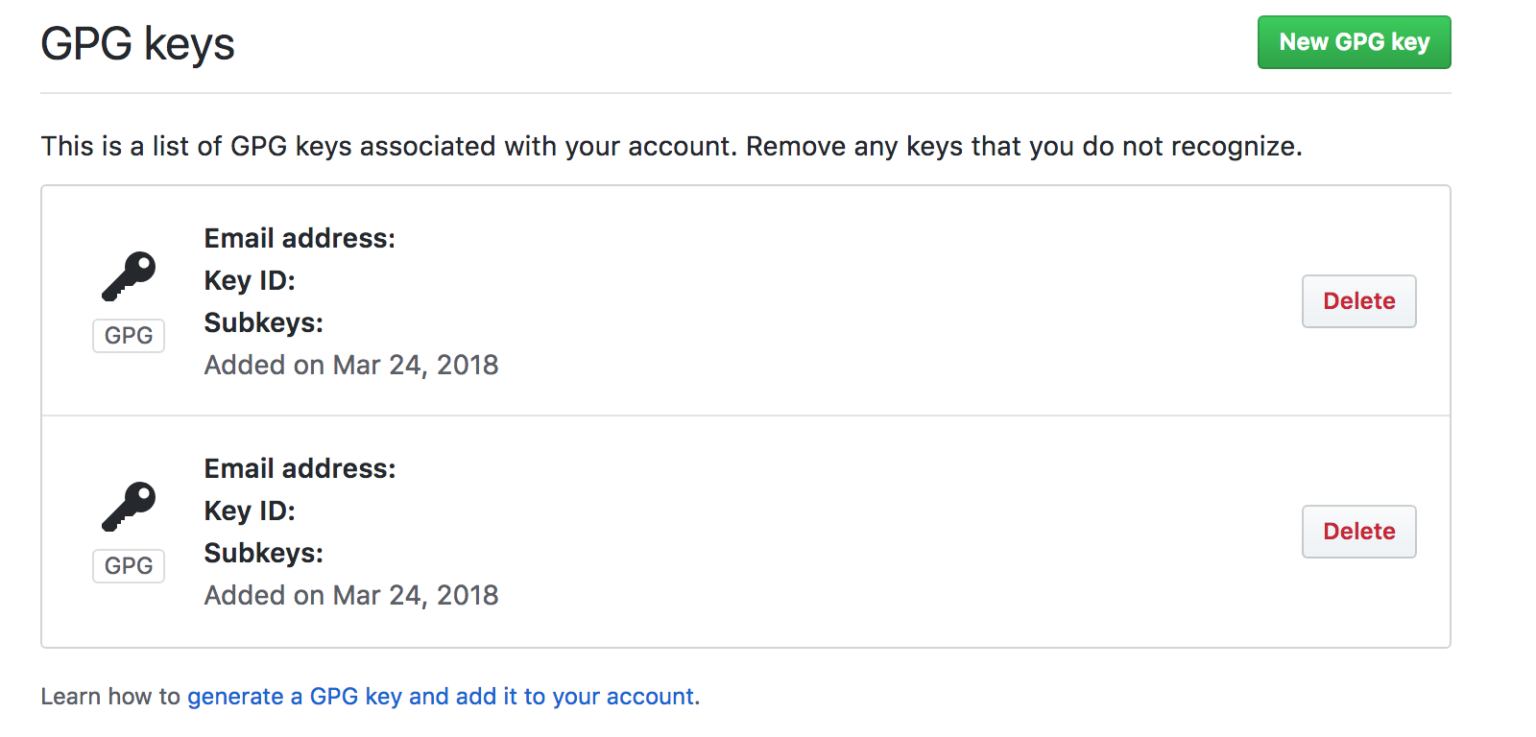 GPG keys
New GPG key
This is a list of GPG keys associated with your account. Remove any keys that you do not recognize.
Email address:
Key ID:
Subkeys:
Added on Mar 24, 2018
GPG
Delete
Email address:
Key ID:
Subkeys:
Added on Mar 24, 2018
GPG
Delete
Learn how to generate a GPG key and add it to your account.